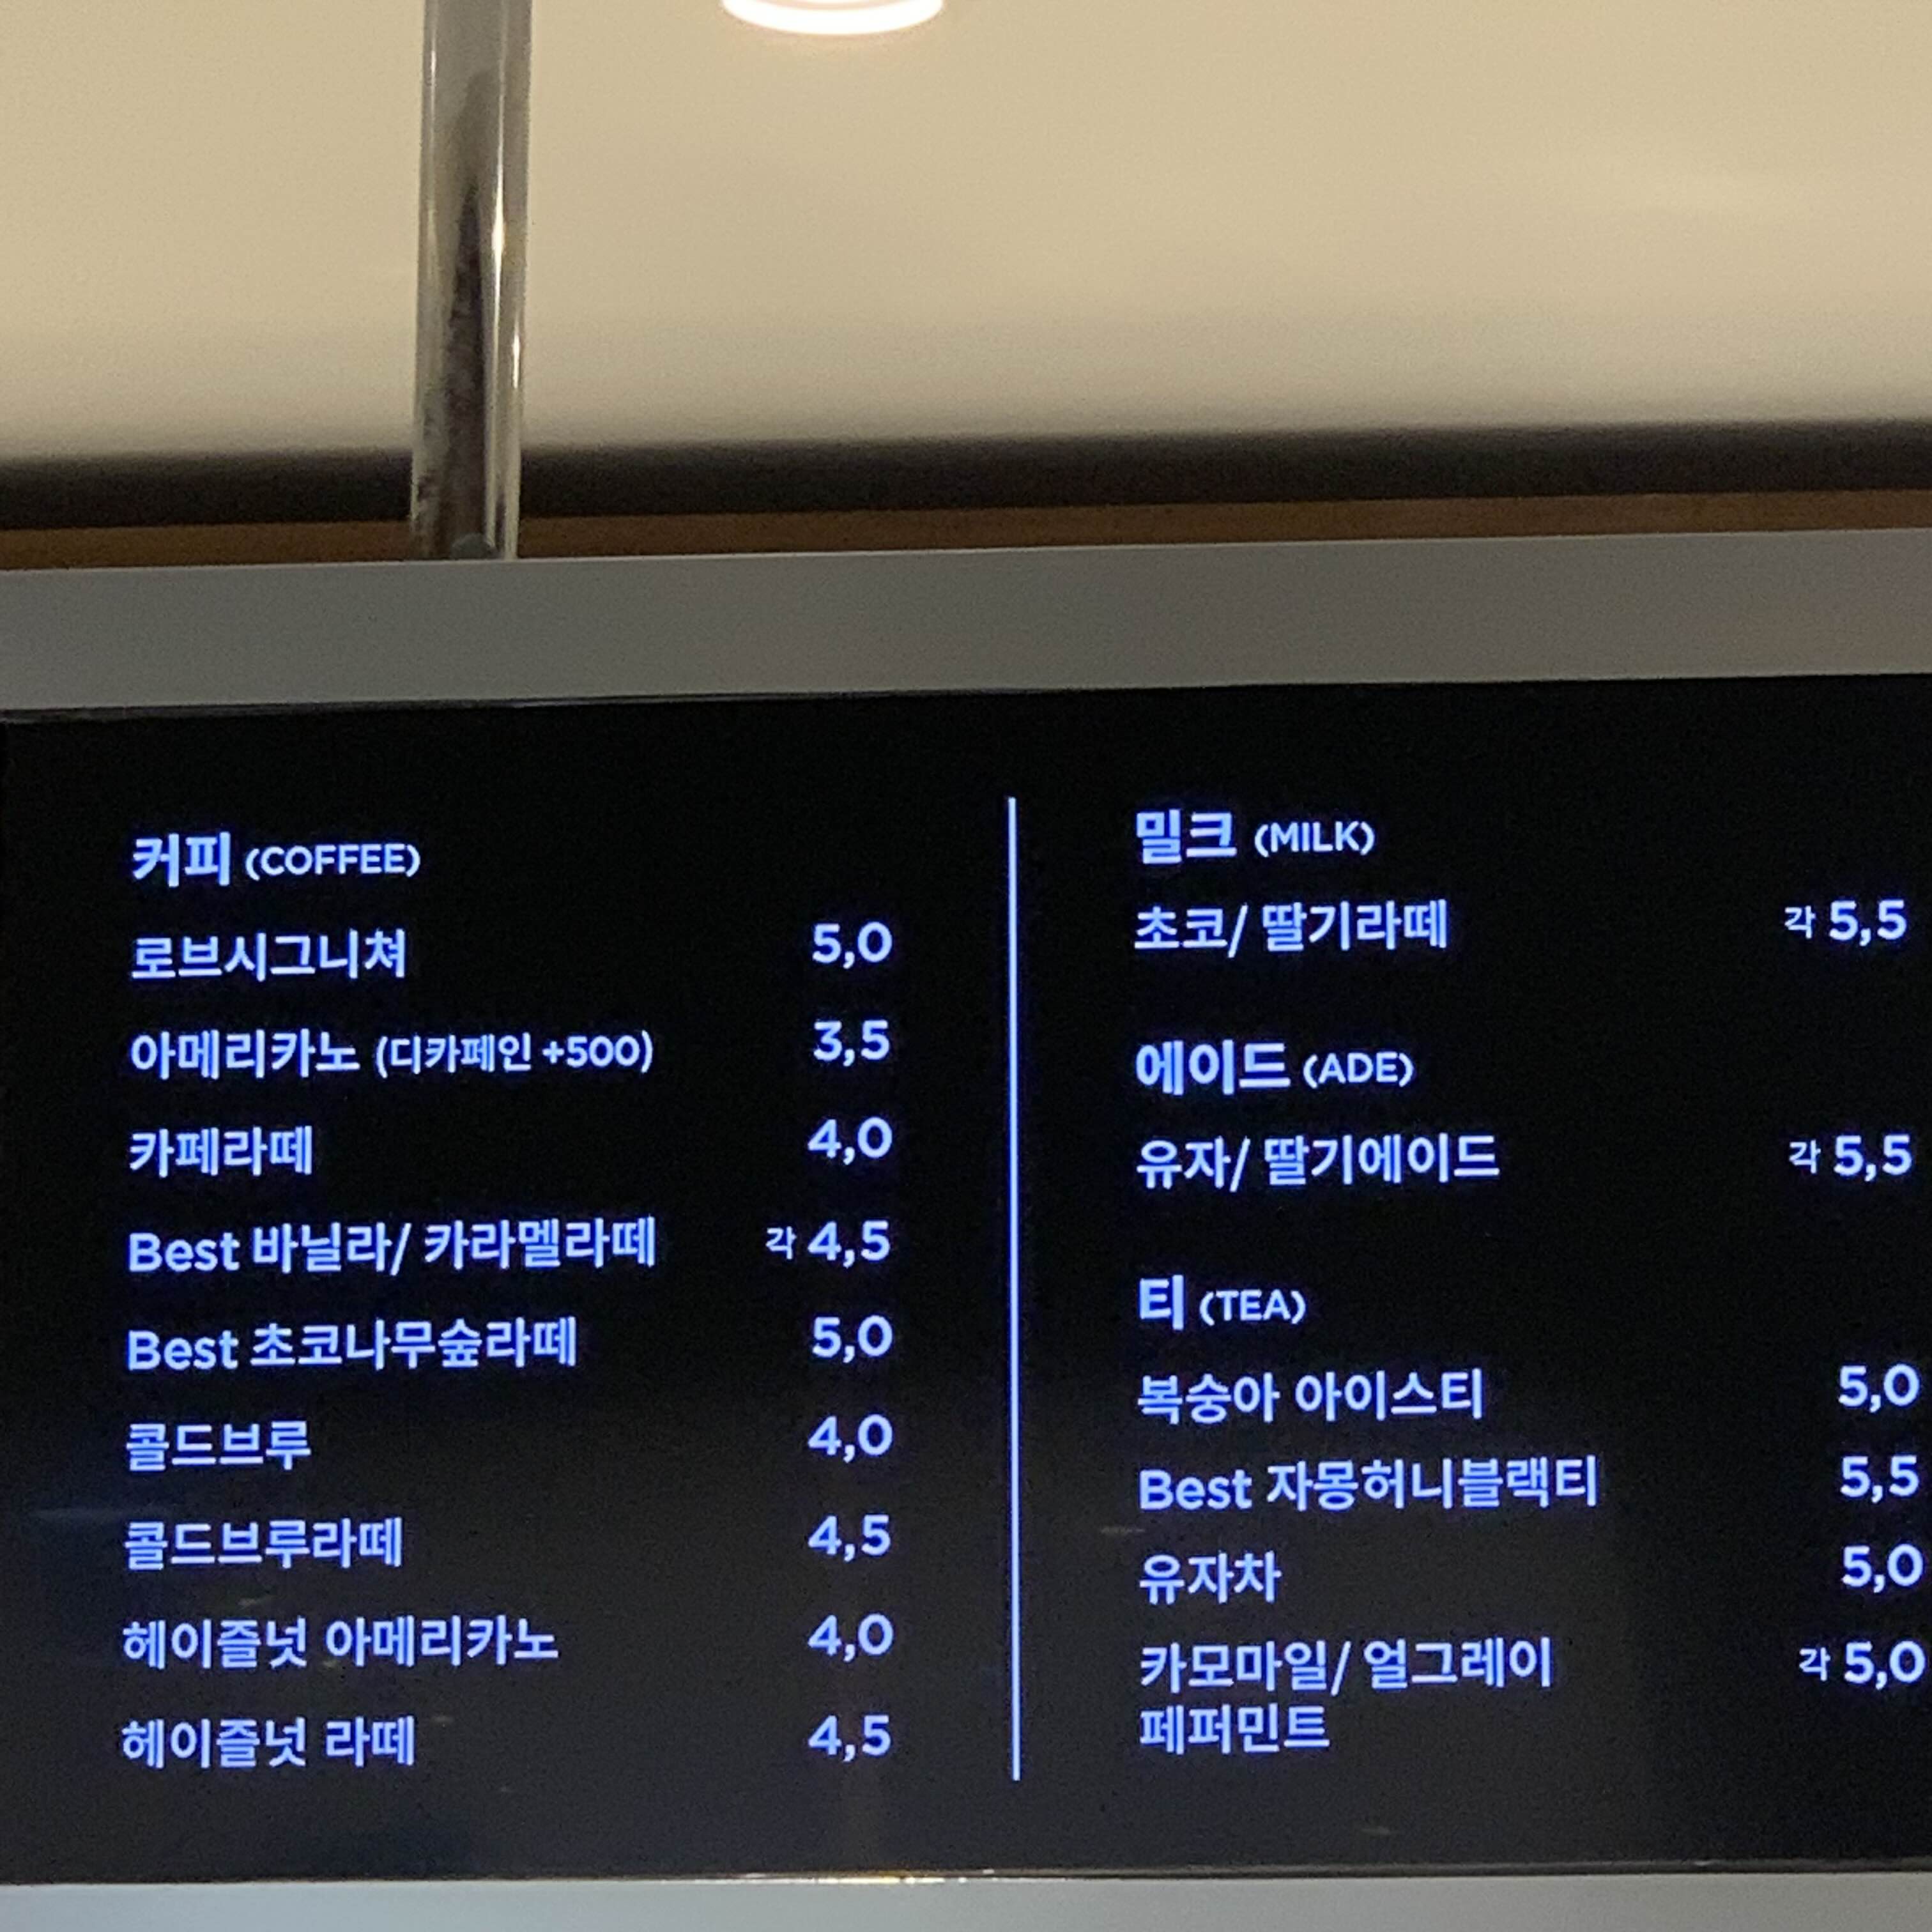 커피 (COFFEE)
로브시그니쳐 5,0
아메리카노 (디카페인 +500) 3,5
카페라떼 4,0
Best 바닐라/ 카라멜라떼 각 4,5
Best 초코나무숲라떼 5,0
콜드브루 4,0
콜드브루라떼 4,5
헤이즐넛 아메리카노 4,0
헤이즐넛 라떼 4,5
밀크 (MILK)
초코/ 딸기라떼 각 5,5
에이드 (ADE)
유자/ 딸기에이드 각 5,5
티 (TEA)
복숭아 아이스티 5,0
Best 자몽허니블랙티 5,5
유자차 5,0
카모마일/ 얼그레이 각 5,0
페퍼민트